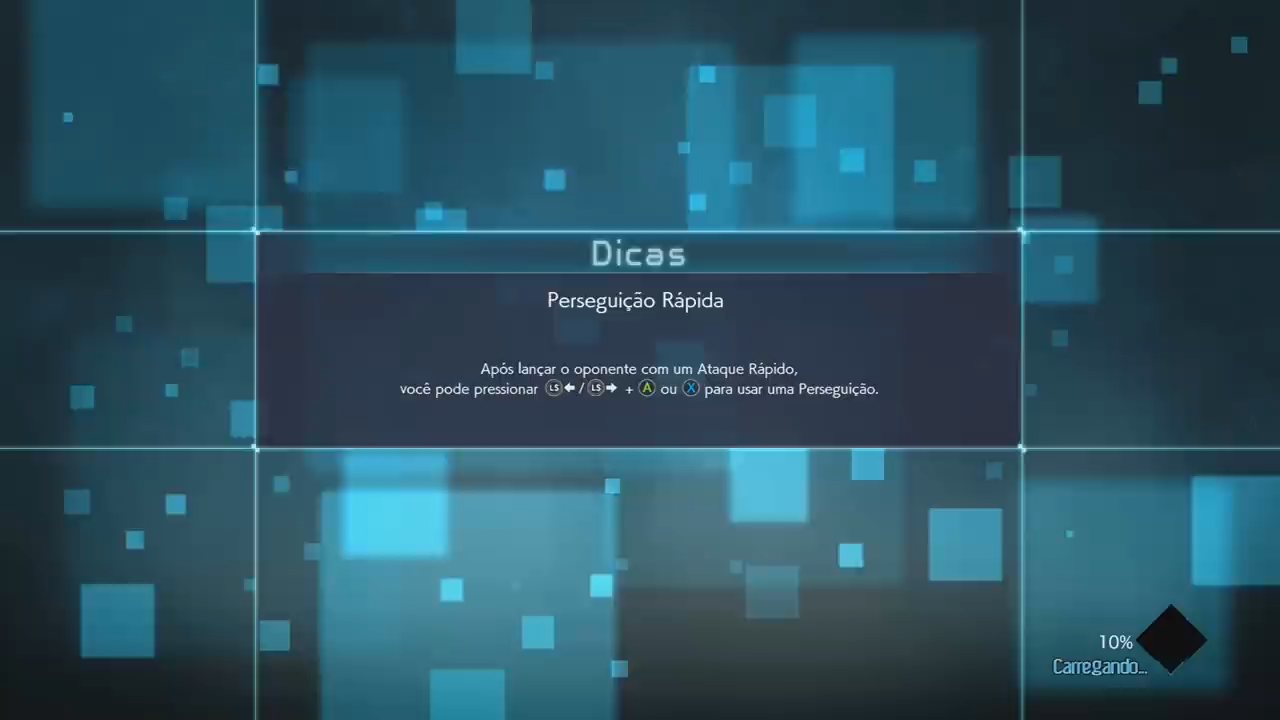 Dicas
Perseguição Rápida
Após lançar o oponente com um Ataque Rápido,
você pode pressionar LS⬅ / LS➡ + A ou X para usar uma Perseguição.
10%
Carregando...